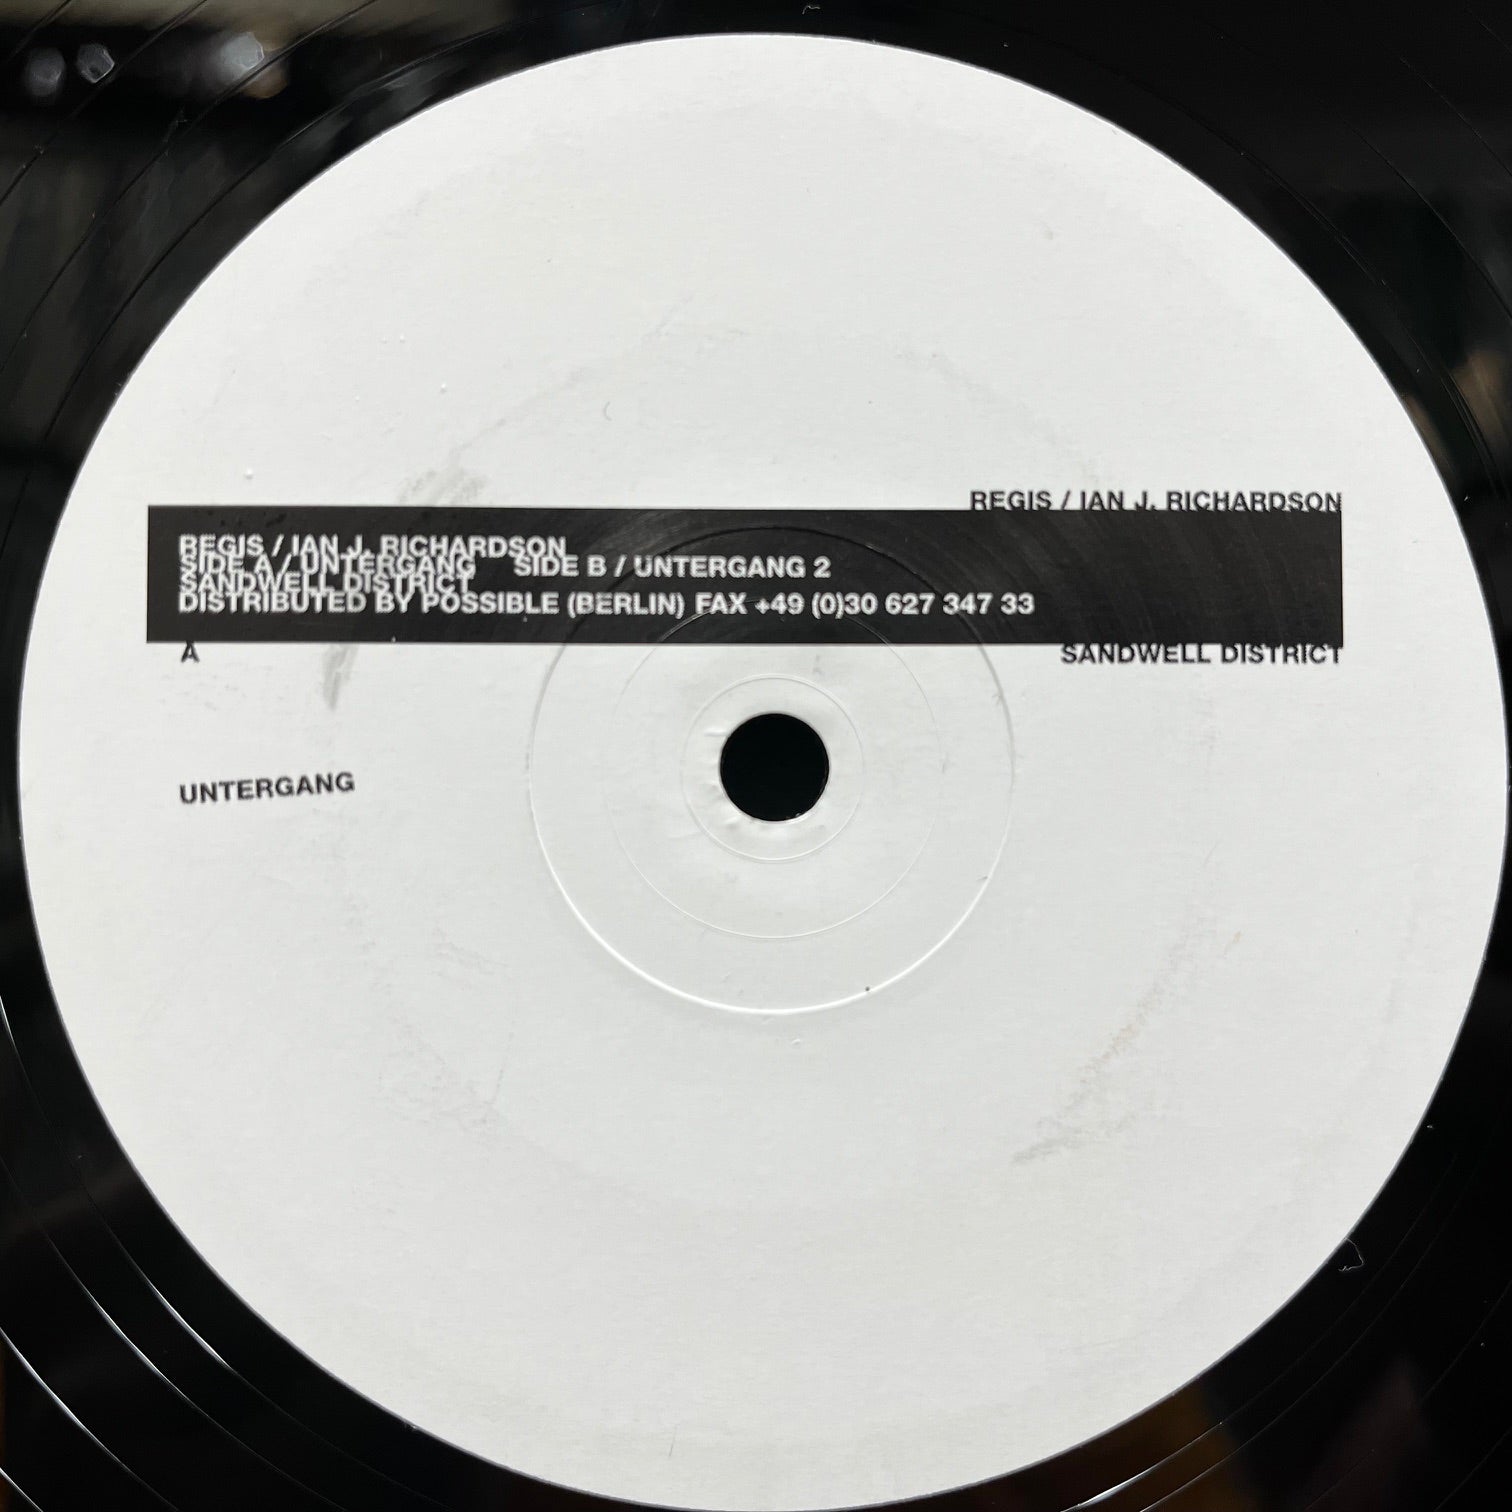 REGIS / IAN J. RICHARDSON
REGIS / IAN J. RICHARDSON
SIDE A / UNTERGANG SIDE B / UNTERGANG 2
SANDWELL DISTRICT
DISTRIBUTED BY POSSIBLE (BERLIN) FAX +49 (0)30 627 347 33
A SANDWELL DISTRICT
UNTERGANG